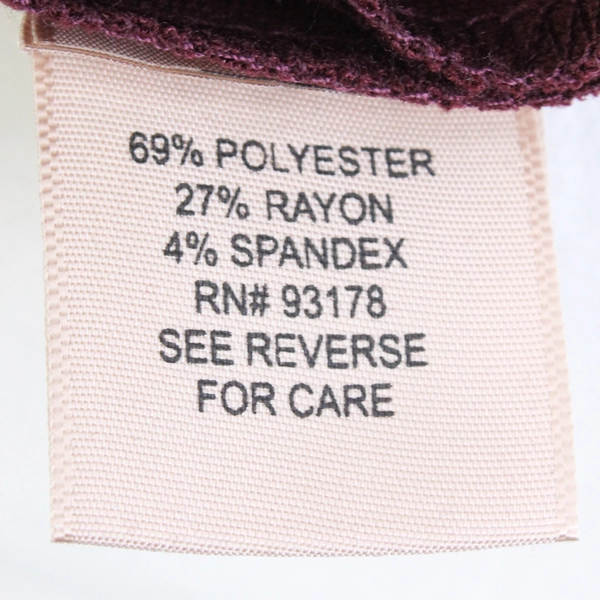 69% POLYESTER
27% RAYON
4% SPANDEX
RN# 93178
SEE REVERSE
FOR CARE